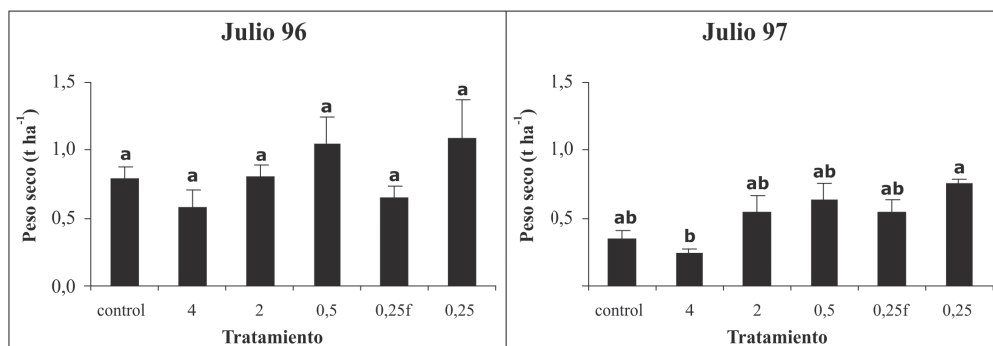 Julio 96
Peso seco (t ha-1)
1,5
1,0
0,5
0,0
a
a
a
a
a
a
control
4
2
0,5
0,25f
0,25
Tratamiento
Julio 97
Peso seco (t ha-1)
1,5
1,0
0,5
ab
b
ab
ab
ab
a
control
4
2
0,5
0,25f
0,25
Tratamiento